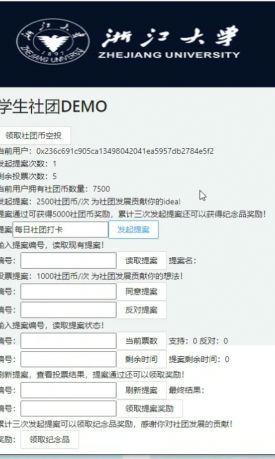 浙江大学
ZHEJIANG UNIVERSITY
学生社团DEMO
领取社团币空投
当前用户：0x236c691c905ca13498042041ea5957db2784e5f2
发起提案次数：1
剩余投票次数：5
当前用户拥有社团币数量：7500
发起提案：2500社团币/次 为社团发展贡献你的idea!
提案通过可获得5000社团币奖励，累计三次发起提案还可以获得纪念品奖励！
提案 每日社团打卡 发起提案
输入提案编号，读取现有提案！
编号： 读取提案 提案名：
投票提案：1000社团币/次 为社团发展贡献你的想法！
编号： 同意提案
编号： 反对提案
输入提案编号，读取提案状态！
编号： 当前票数 支持：0 反对：0
编号： 剩余时间 提案剩余时间：0
刷新提案，查看投票结果，提案通过还可以领取奖励！
编号： 刷新提案 最终结果：
编号： 领取提案奖励
累计三次发起提案可以领取纪念品奖励，感谢你对社团发展的贡献！
奖励： 领取纪念品